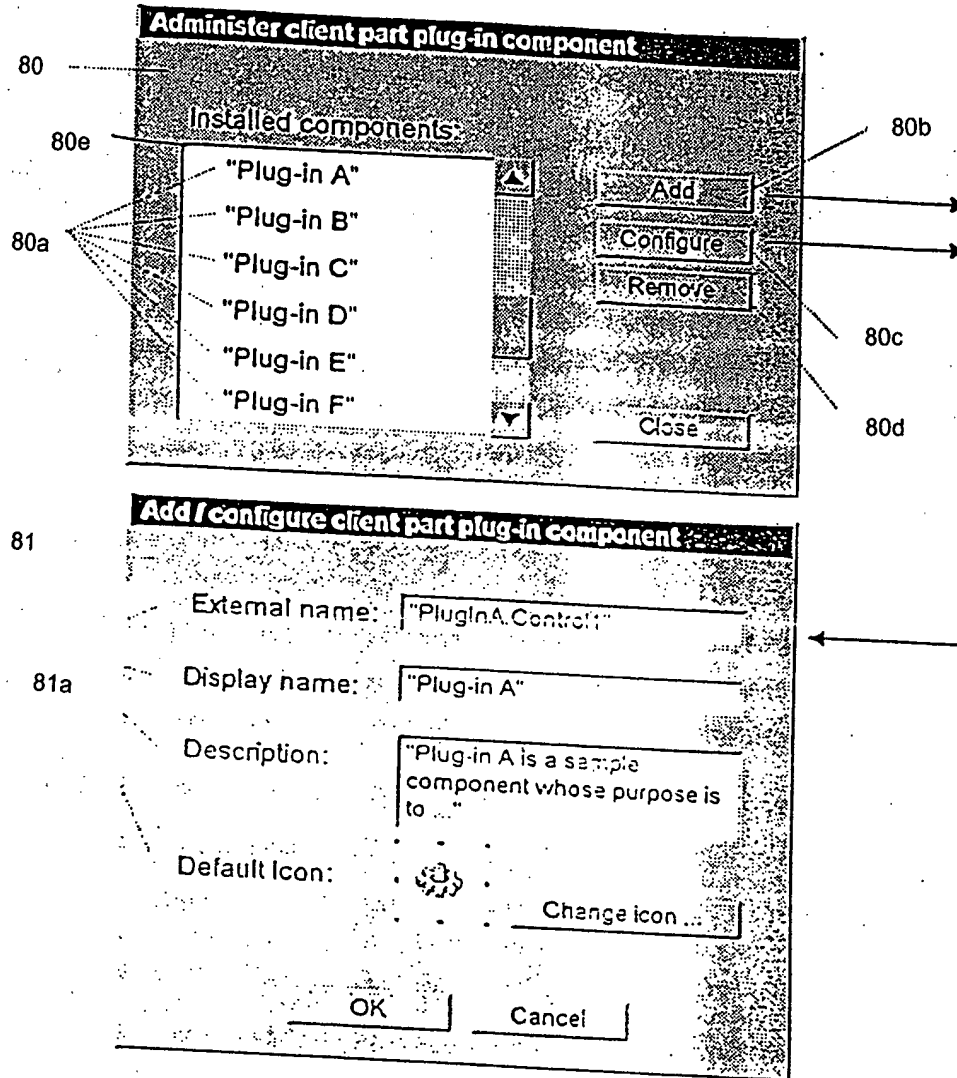 Administer client part plug-in component
80
Installed components:
80b
80e
"Plug-in A"
Add
"Plug-in B"
80a
Configure
"Plug-in C"
Remove
"Plug-in D"
80c
"Plug-in E"
"Plug-in F"
Close
80d
Add / configure client part plug-in component
81
External name: "PlugInA.Control1"
81a
Display name: "Plug-in A"
Description: "Plug-in A is a sample
component whose purpose is
to ..."
Default Icon:
Change icon ...
OK
Cancel